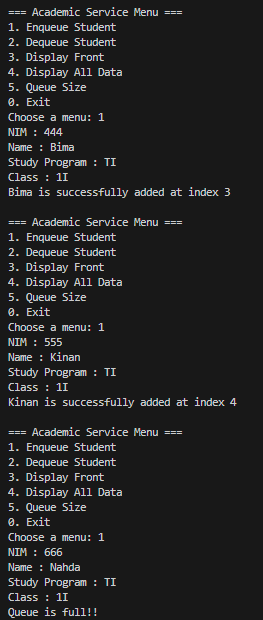 === Academic Service Menu ===
1. Enqueue Student
2. Dequeue Student
3. Display Front
4. Display All Data
5. Queue Size
0. Exit
Choose a menu: 1
NIM : 444
Name : Bima
Study Program : TI
Class : 1I
Bima is successfully added at index 3

=== Academic Service Menu ===
1. Enqueue Student
2. Dequeue Student
3. Display Front
4. Display All Data
5. Queue Size
0. Exit
Choose a menu: 1
NIM : 555
Name : Kinan
Study Program : TI
Class : 1I
Kinan is successfully added at index 4

=== Academic Service Menu ===
1. Enqueue Student
2. Dequeue Student
3. Display Front
4. Display All Data
5. Queue Size
0. Exit
Choose a menu: 1
NIM : 666
Name : Nahda
Study Program : TI
Class : 1I
Queue is full!!